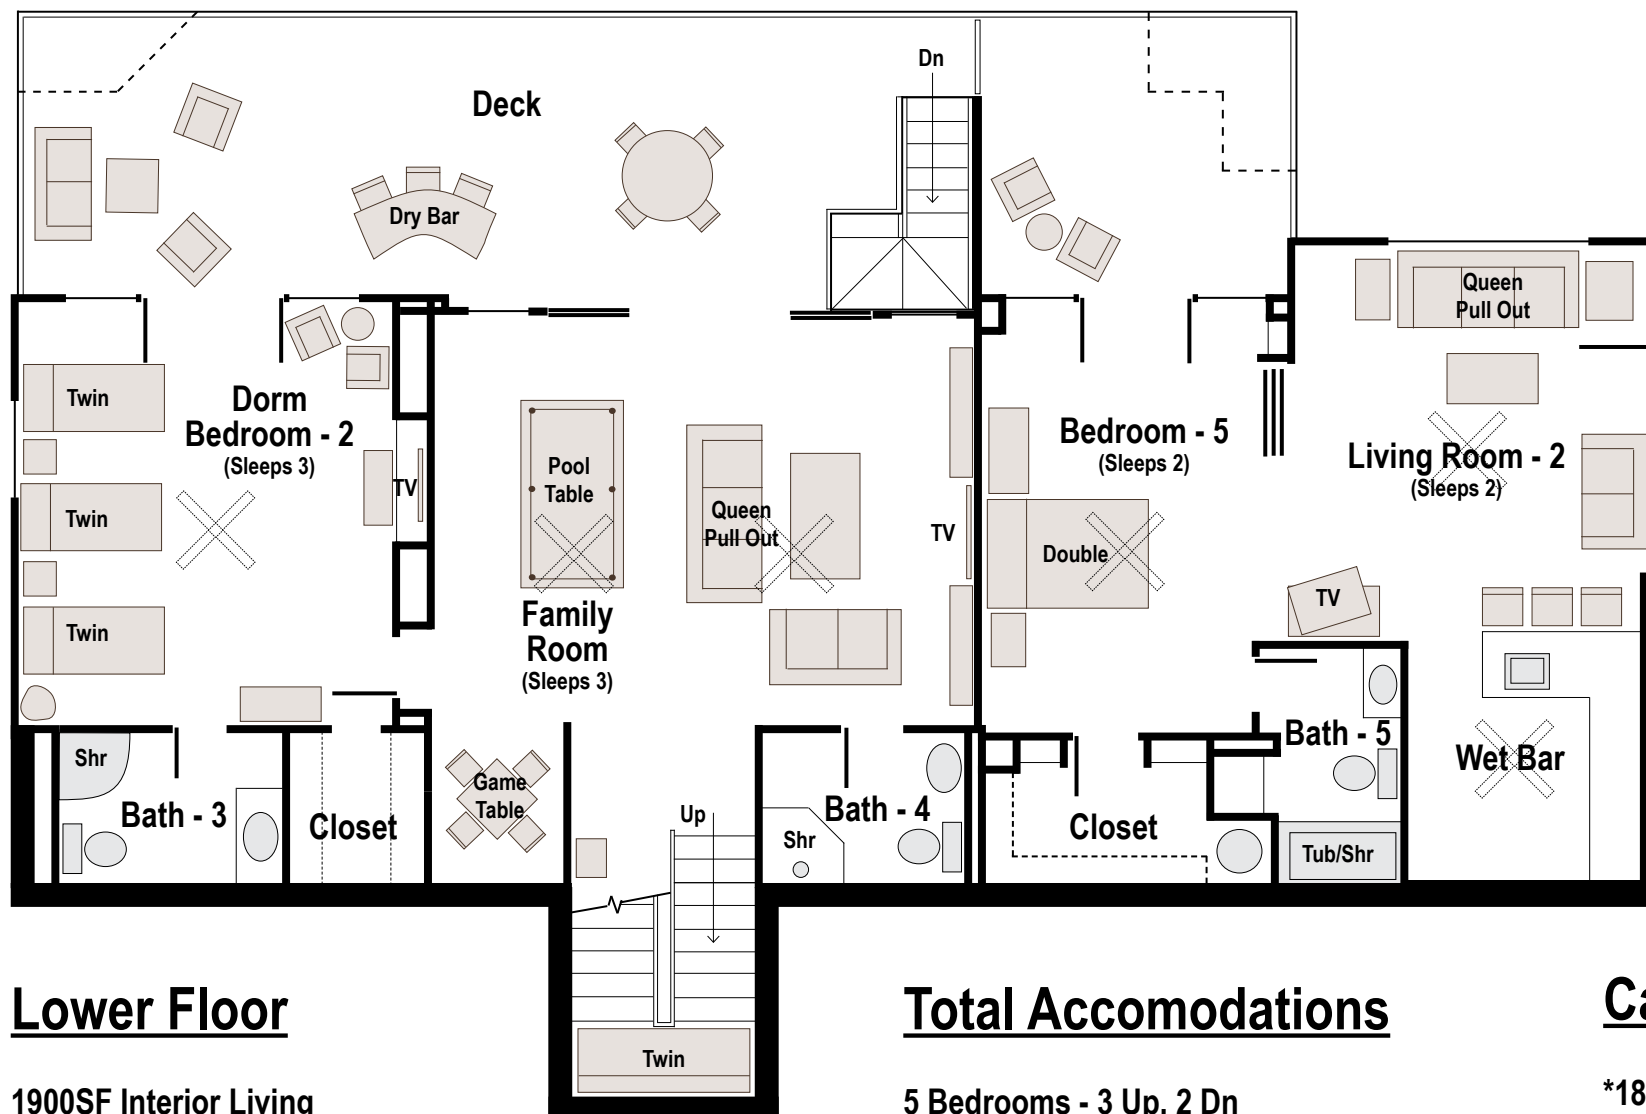 Dn
Deck
Dry Bar
Queen
Pull Out
Twin
Dorm
Bedroom - 2
(Sleeps 3)
TV
Twin
Twin
Pool
Table
Queen
Pull Out
TV
Family
Room
(Sleeps 3)
Bedroom - 5
(Sleeps 2)
Double
Living Room - 2
(Sleeps 2)
TV
Shr
Bath - 3
Closet
Game
Table
Up
Bath - 4
Shr
Closet
Bath - 5
Tub/Shr
Wet Bar
Twin
Lower Floor
1900SF Interior Living
Total Accomodations
5 Bedrooms - 3 Up, 2 Dn
Ca
*18